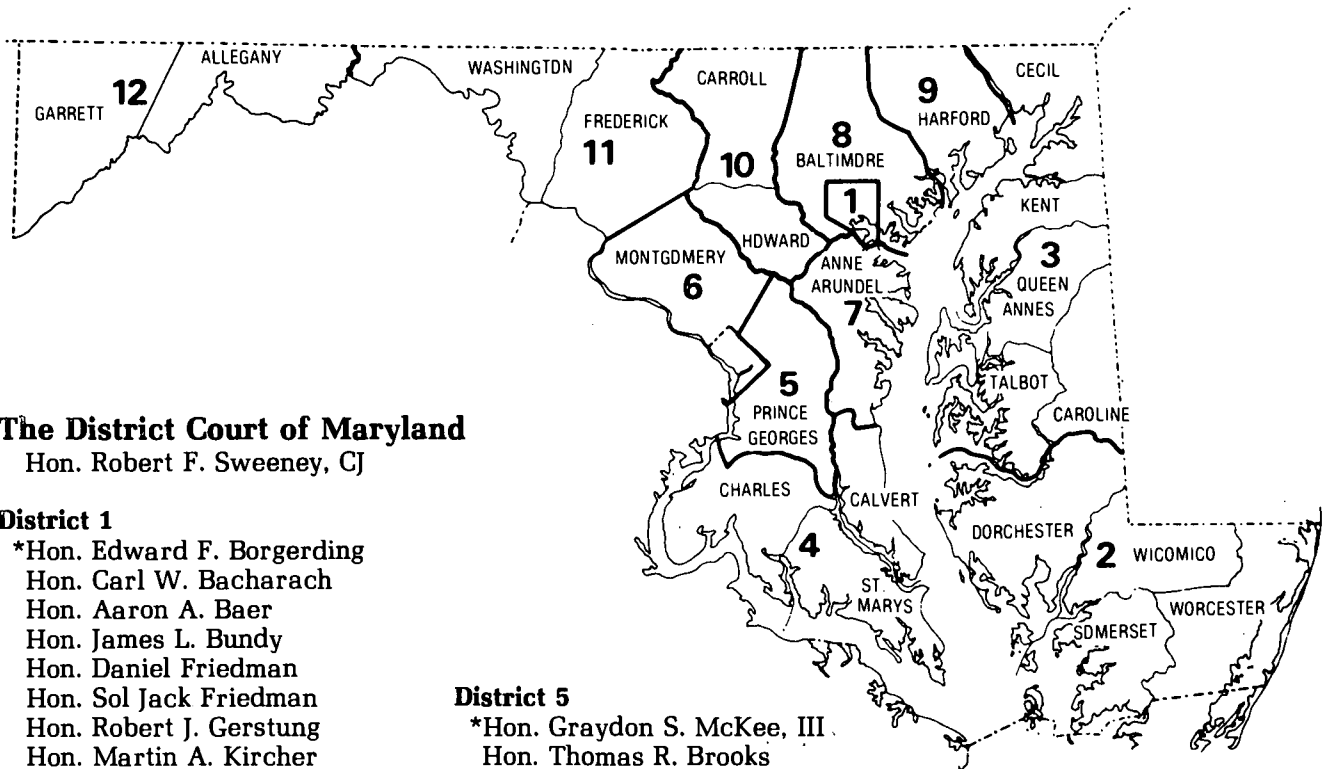 ALLEGANY
WASHINGTON
CARROLL
CECIL
12
GARRETT
9
HARFORD
FREDERICK
11
8
BALTIMDRE
10
1
KENT
HDWARD
MONTGDMERY
6
ANNE
ARUNDEL
7
3
QUEEN
ANNES
5
PRINCE
GEORGES
TALBOT
CAROLINE
CHARLES
CALVERT
4
ST.
MARYS
DORCHESTER
2
WICOMICO
WORCESTER
SDMERSET
The District Court of Maryland
Hon. Robert F. Sweeney, CJ
District 1
*Hon. Edward F. Borgerding
Hon. Carl W. Bacharach
Hon. Aaron A. Baer
Hon. James L. Bundy
Hon. Daniel Friedman
Hon. Sol Jack Friedman
Hon. Robert J. Gerstung
Hon. Martin A. Kircher
District 5
*Hon. Graydon S. McKee, III
Hon. Thomas R. Brooks